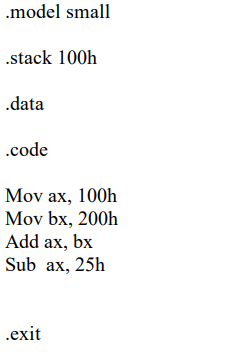 .model small
.stack 100h
.data
.code
Mov ax, 100h
Mov bx, 200h
Add ax, bx
Sub  ax, 25h
.exit